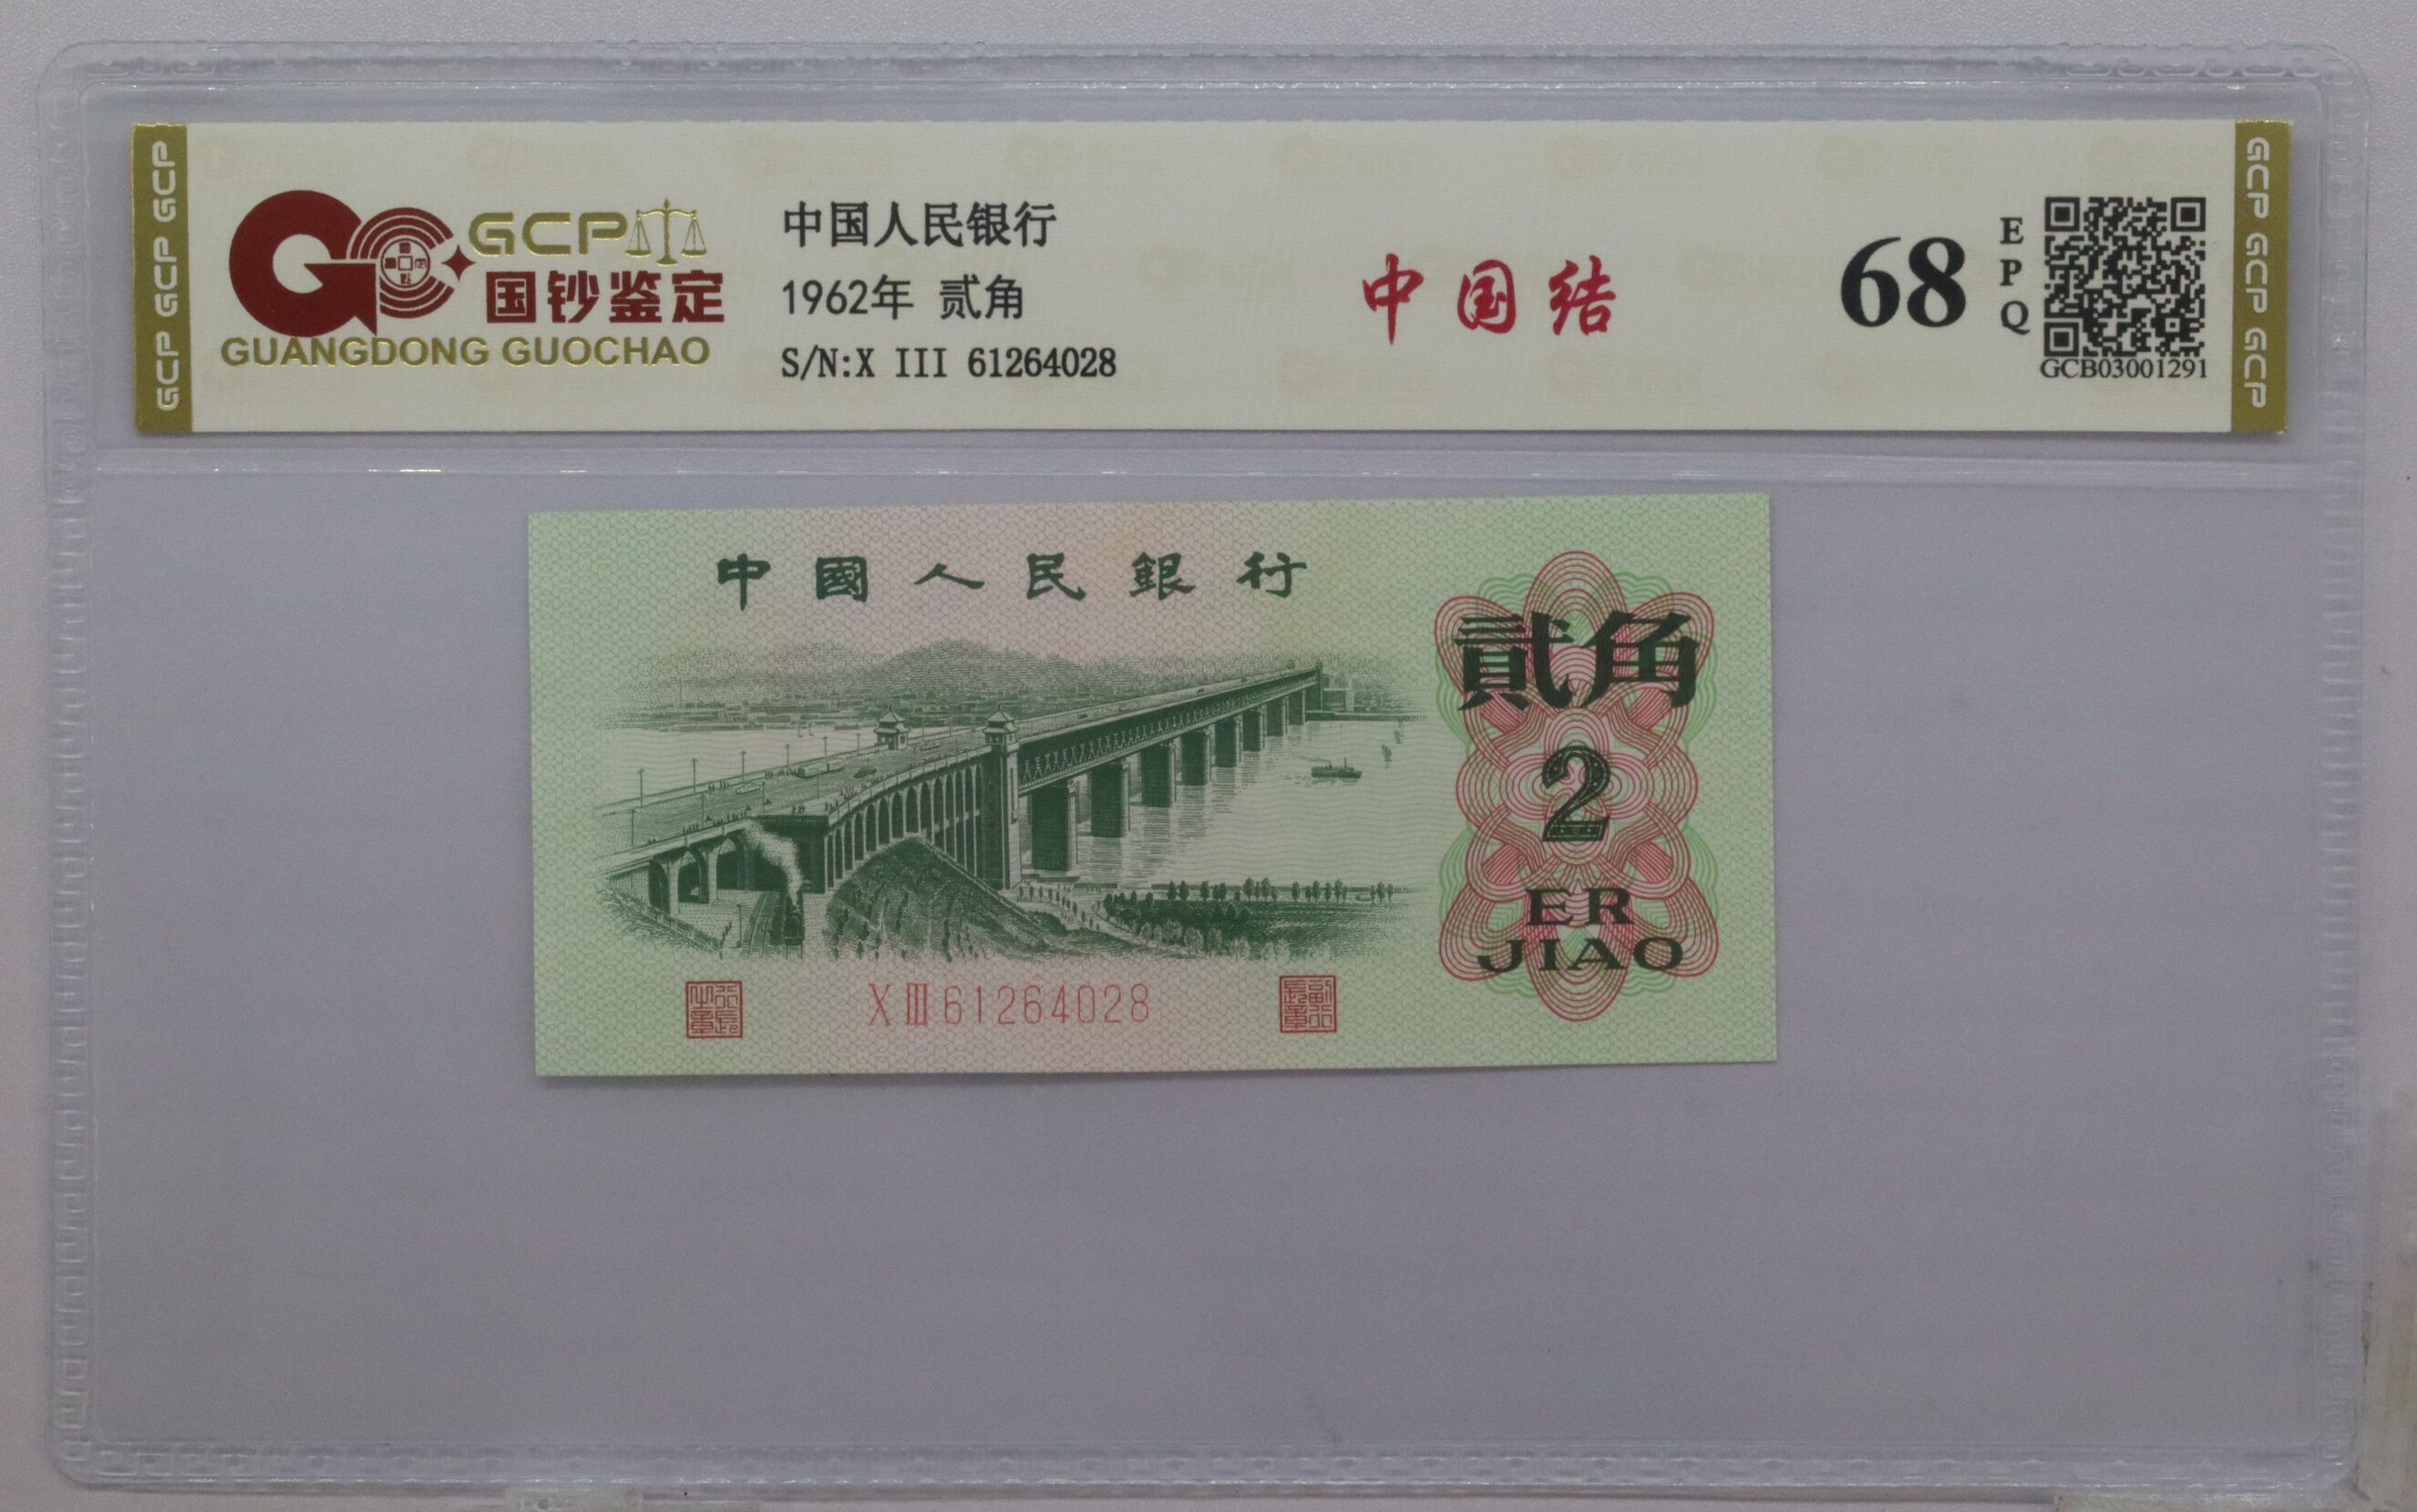 GCP GCP GCP
GCP
国钞鉴定
GUANGDONG GUOCHAO
中国人民银行
1962年 贰角
S/N:X III 61264028
中国结
68
EPQ
GCB03001291
GCP GCP GCP
中國人民銀行
貳角
2
ER
JIAO
X III 61264028